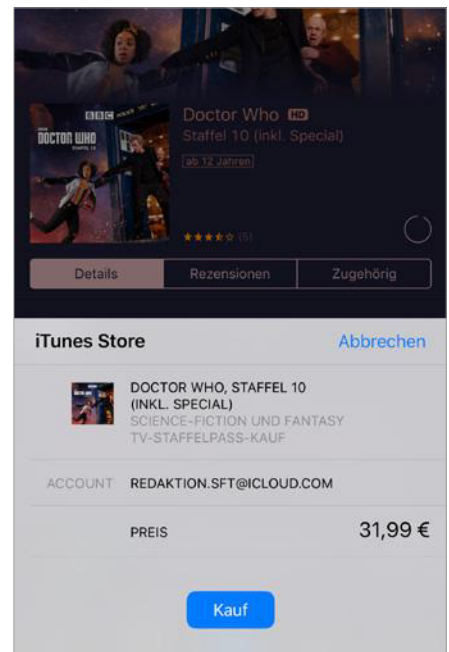 Doctor Who HD
Staffel 10 (inkl. Special)
ab 12 Jahren
BBC
DOCTOR WHO
★★★⯪☆ (5)
Details
Rezensionen
Zugehörig
iTunes Store
Abbrechen
DOCTOR WHO, STAFFEL 10
(INKL. SPECIAL)
SCIENCE-FICTION UND FANTASY
TV-STAFFELPASS-KAUF
ACCOUNT REDAKTION.SFT@ICLOUD.COM
PREIS 31,99 €
Kauf